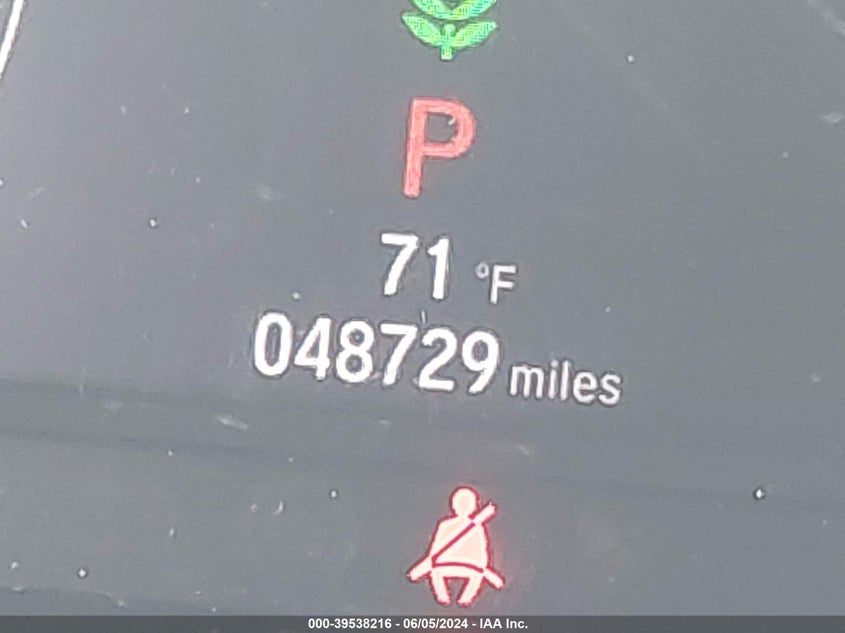 P
71 °F
048729 miles
000-39538216 - 06/05/2024 - IAA Inc.